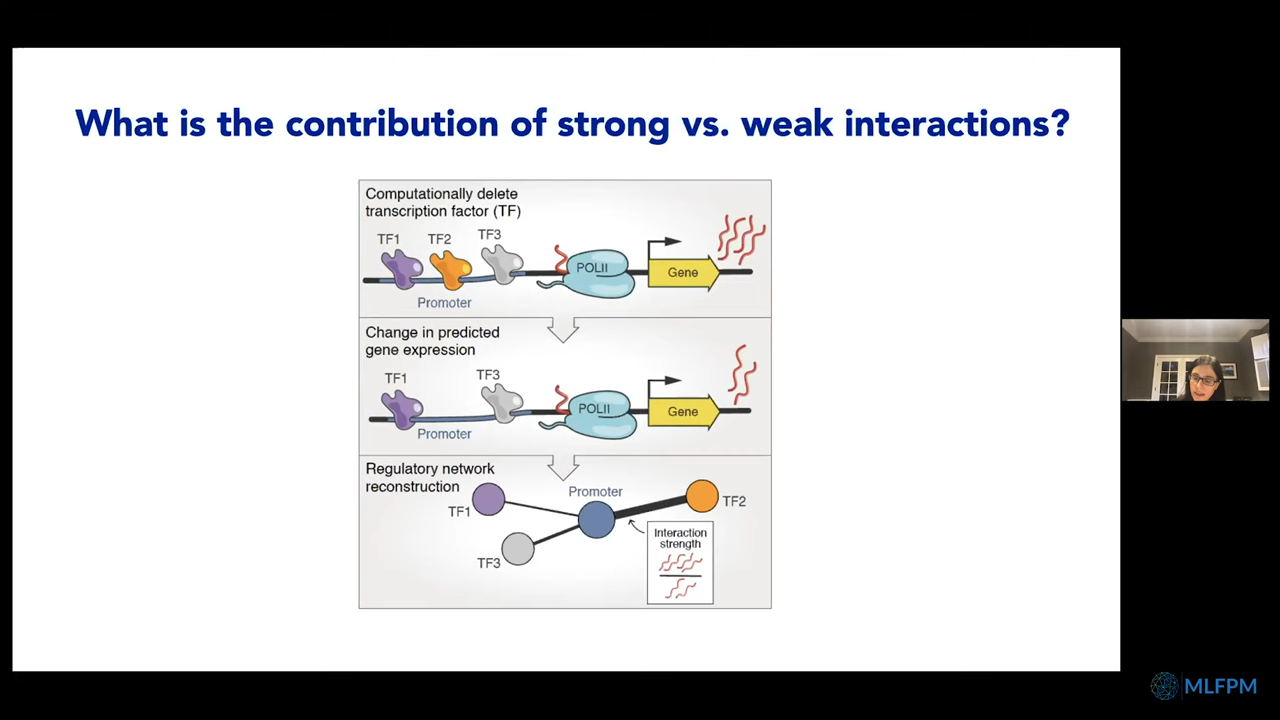 What is the contribution of strong vs. weak interactions?
Computationally delete
transcription factor (TF)
TF1
TF2
TF3
POLII
Gene
Promoter
Change in predicted
gene expression
TF1
TF3
POLII
Gene
Promoter
Regulatory network
reconstruction
Promoter
TF1
TF2
TF3
Interaction
strength
MLFPM